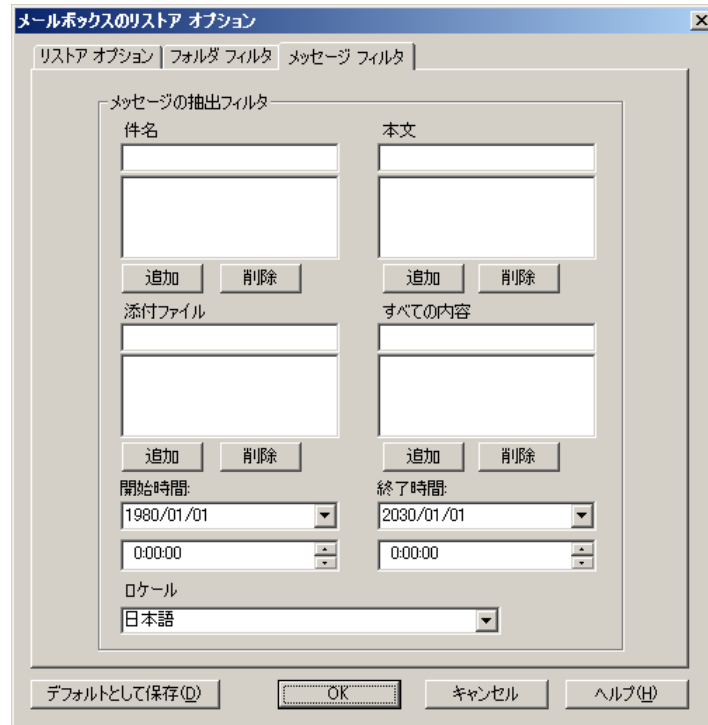 メールボックスのリストア オプション
リストア オプション フォルダ フィルタ メッセージ フィルタ
メッセージの抽出フィルタ
件名 本文
追加 削除 追加 削除
添付ファイル すべての内容
追加 削除 追加 削除
開始時間: 終了時間:
1980/01/01 2030/01/01
0:00:00 0:00:00
ロケール
日本語
デフォルトとして保存(D) OK キャンセル ヘルプ(H)